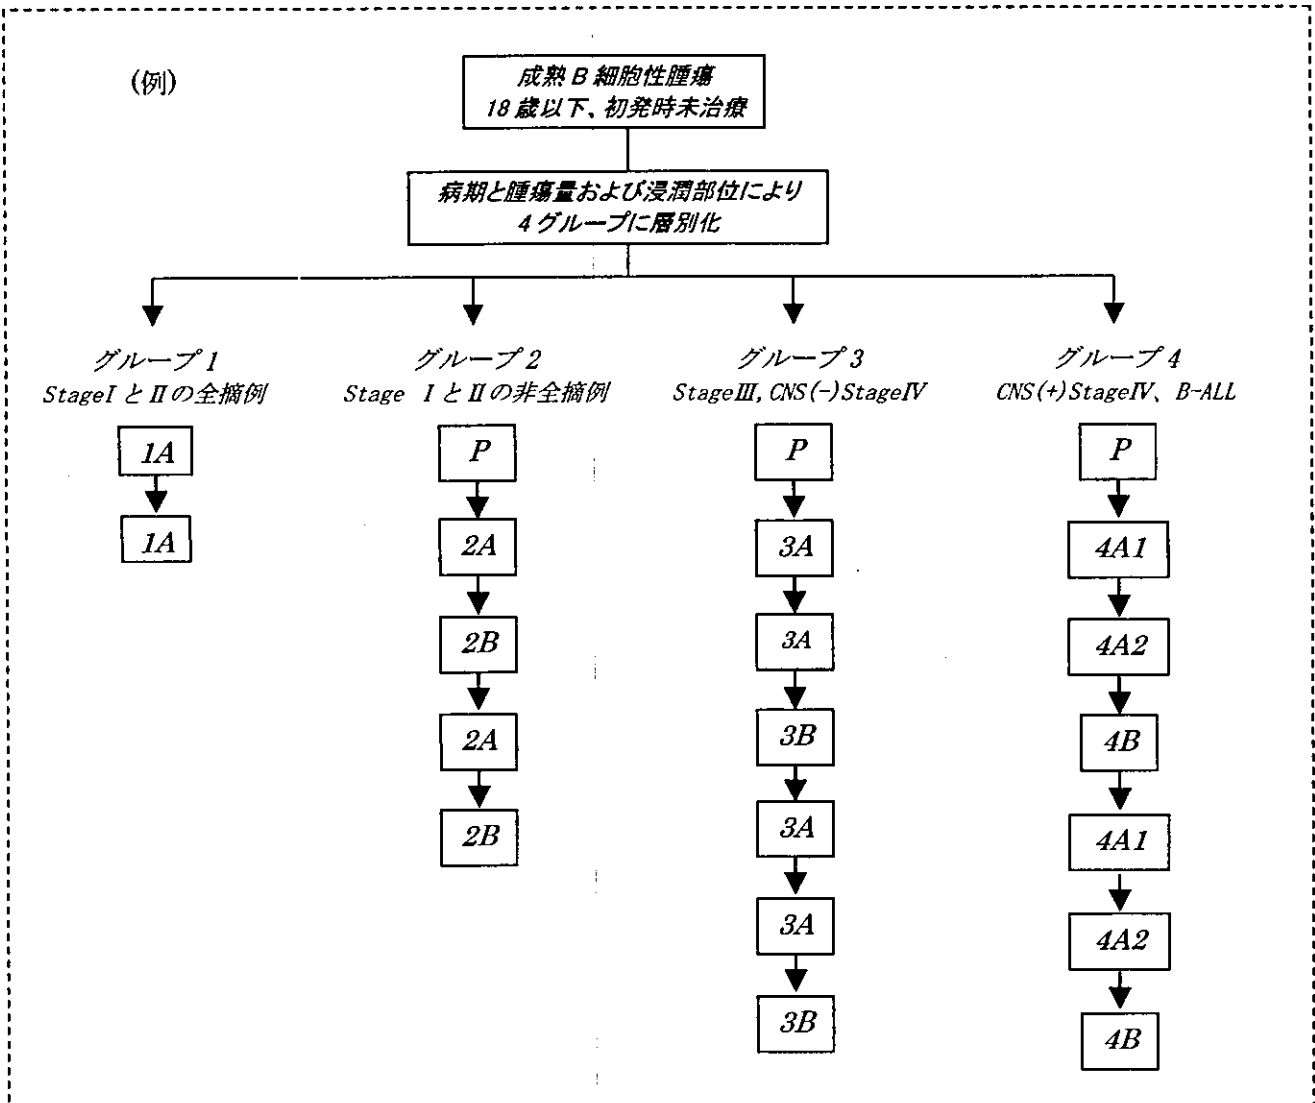 (例)
成熟B細胞性腫瘍
18歳以下、初発時未治療
病期と腫瘍量および浸潤部位により
4グループに層別化
グループ1
StageIとⅡの全摘例
1A
1A
グループ2
Stage ⅠとⅡの非全摘例
P
2A
2B
2A
2B
グループ3
StageⅢ,CNS(-)StageⅣ
P
3A
3A
3B
3A
3A
3B
グループ4
CNS(+)StageⅣ、B-ALL
P
4A1
4A2
4B
4A1
4A2
4B